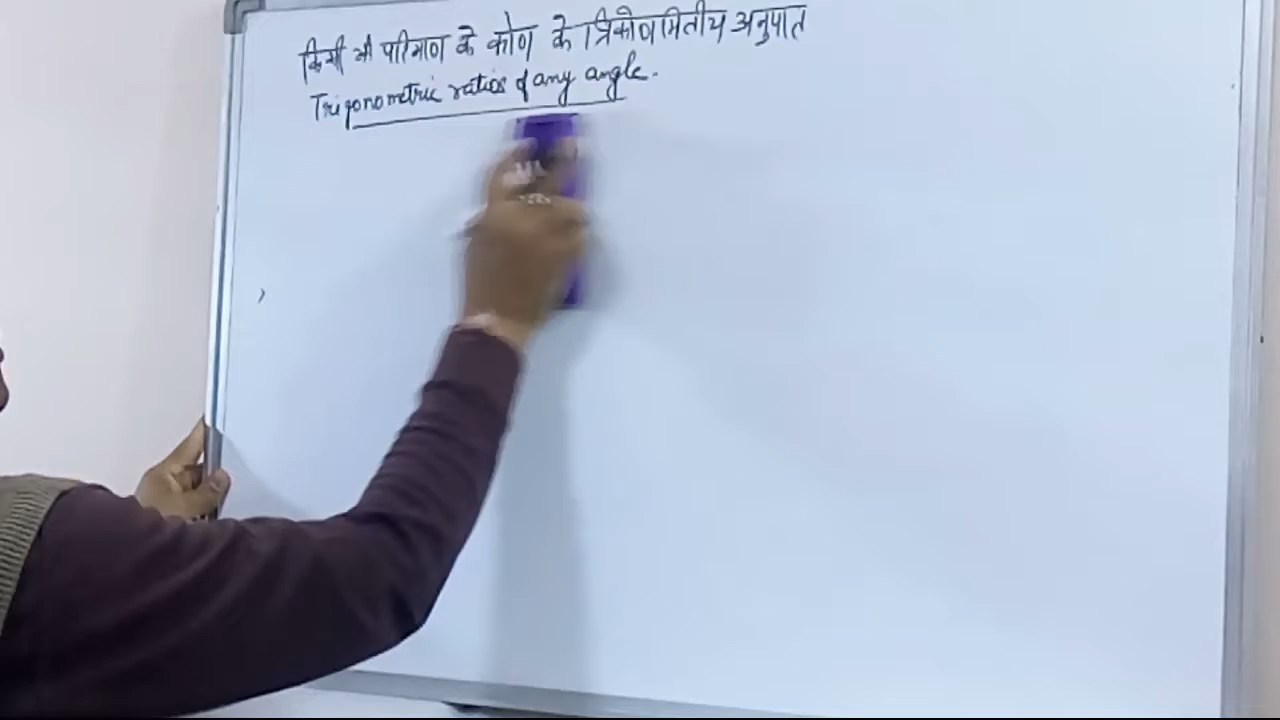 किसी भी परिमाण के कोण के त्रिकोणमितीय अनुपात
Trigonometric ratios of any angle.